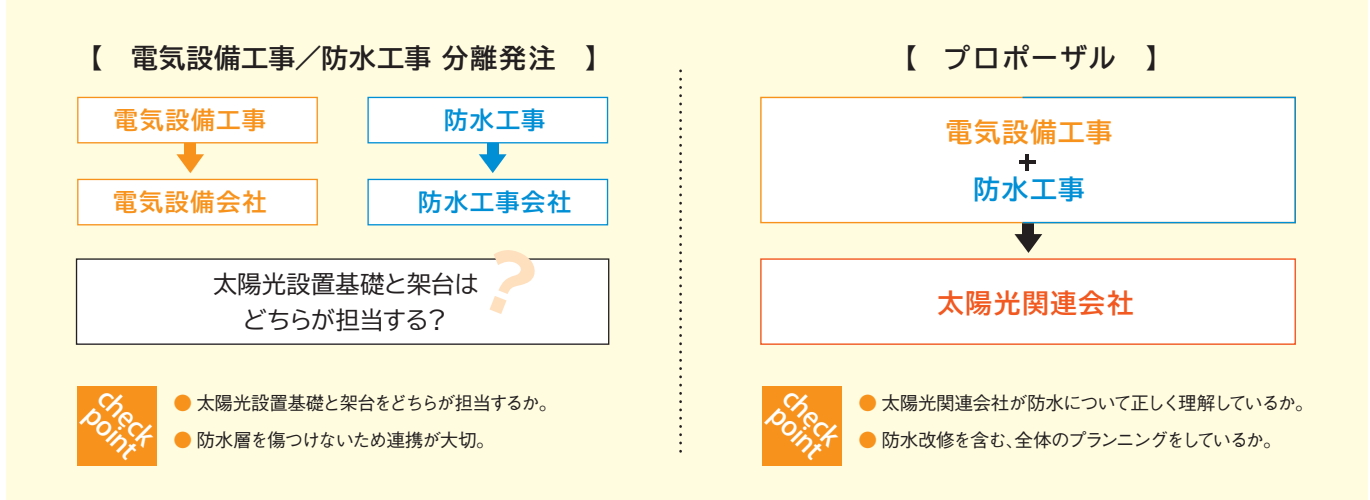 【 電気設備工事／防水工事 分離発注 】
電気設備工事
防水工事
電気設備会社
防水工事会社
太陽光設置基礎と架台は
どちらが担当する？
?
check
point
● 太陽光設置基礎と架台をどちらが担当するか。
● 防水層を傷つけないため連携が大切。
【 プロポーザル 】
電気設備工事
+
防水工事
太陽光関連会社
check
point
● 太陽光関連会社が防水について正しく理解しているか。
● 防水改修を含む、全体のプランニングをしているか。